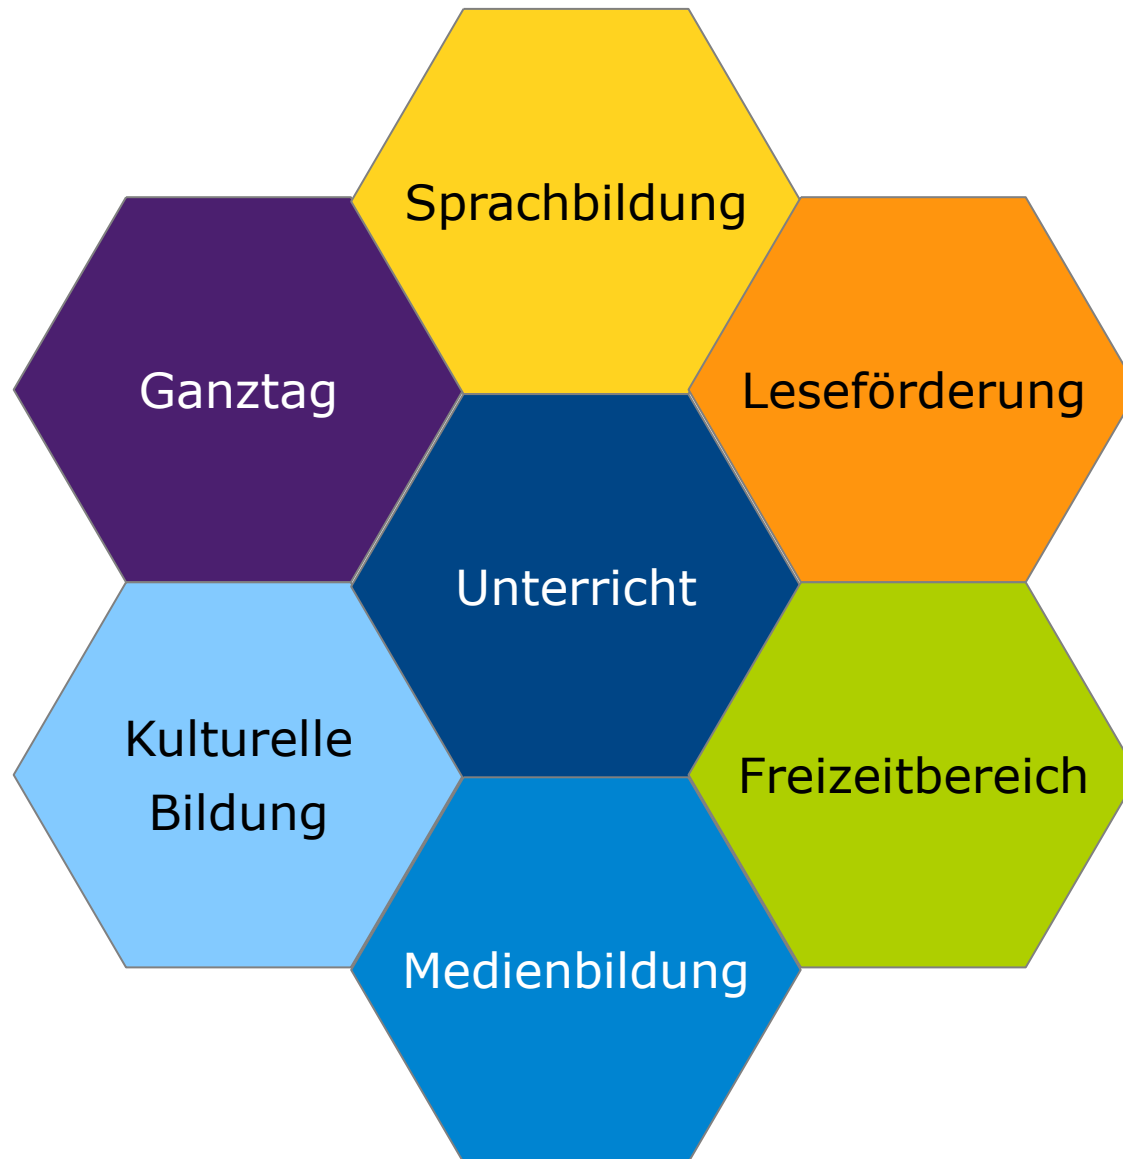 Sprachbildung
Ganztag
Leseförderung
Unterricht
Kulturelle
Bildung
Freizeitbereich
Medienbildung